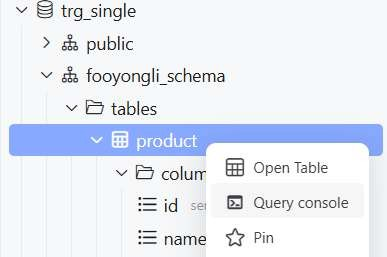 trg_single
public
fooyongli_schema
tables
product
Open Table
colum
id
Query console
name
Pin